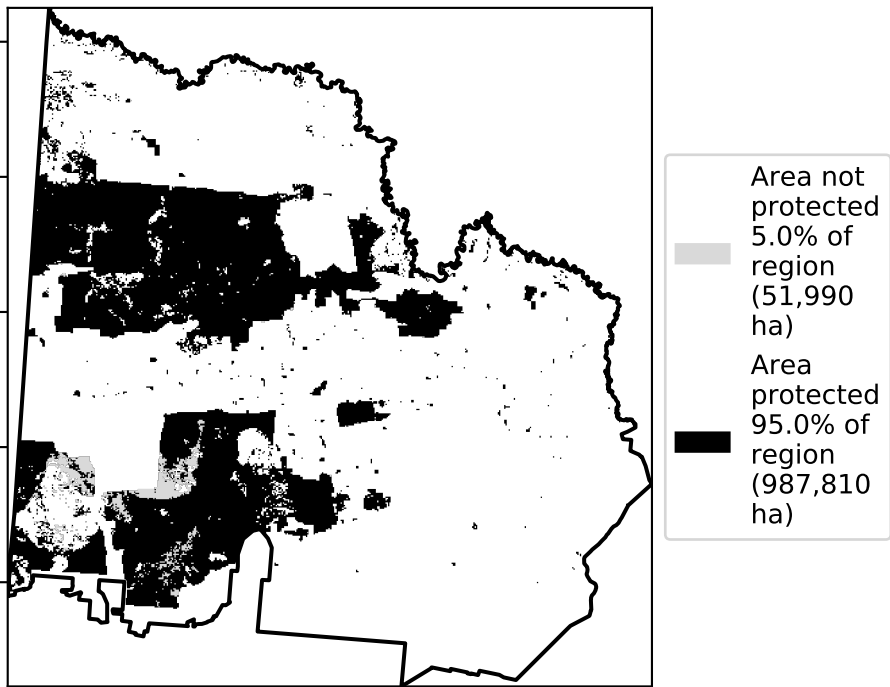 Area not
protected
5.0% of
region
(51,990
ha)
Area
protected
95.0% of
region
(987,810
ha)